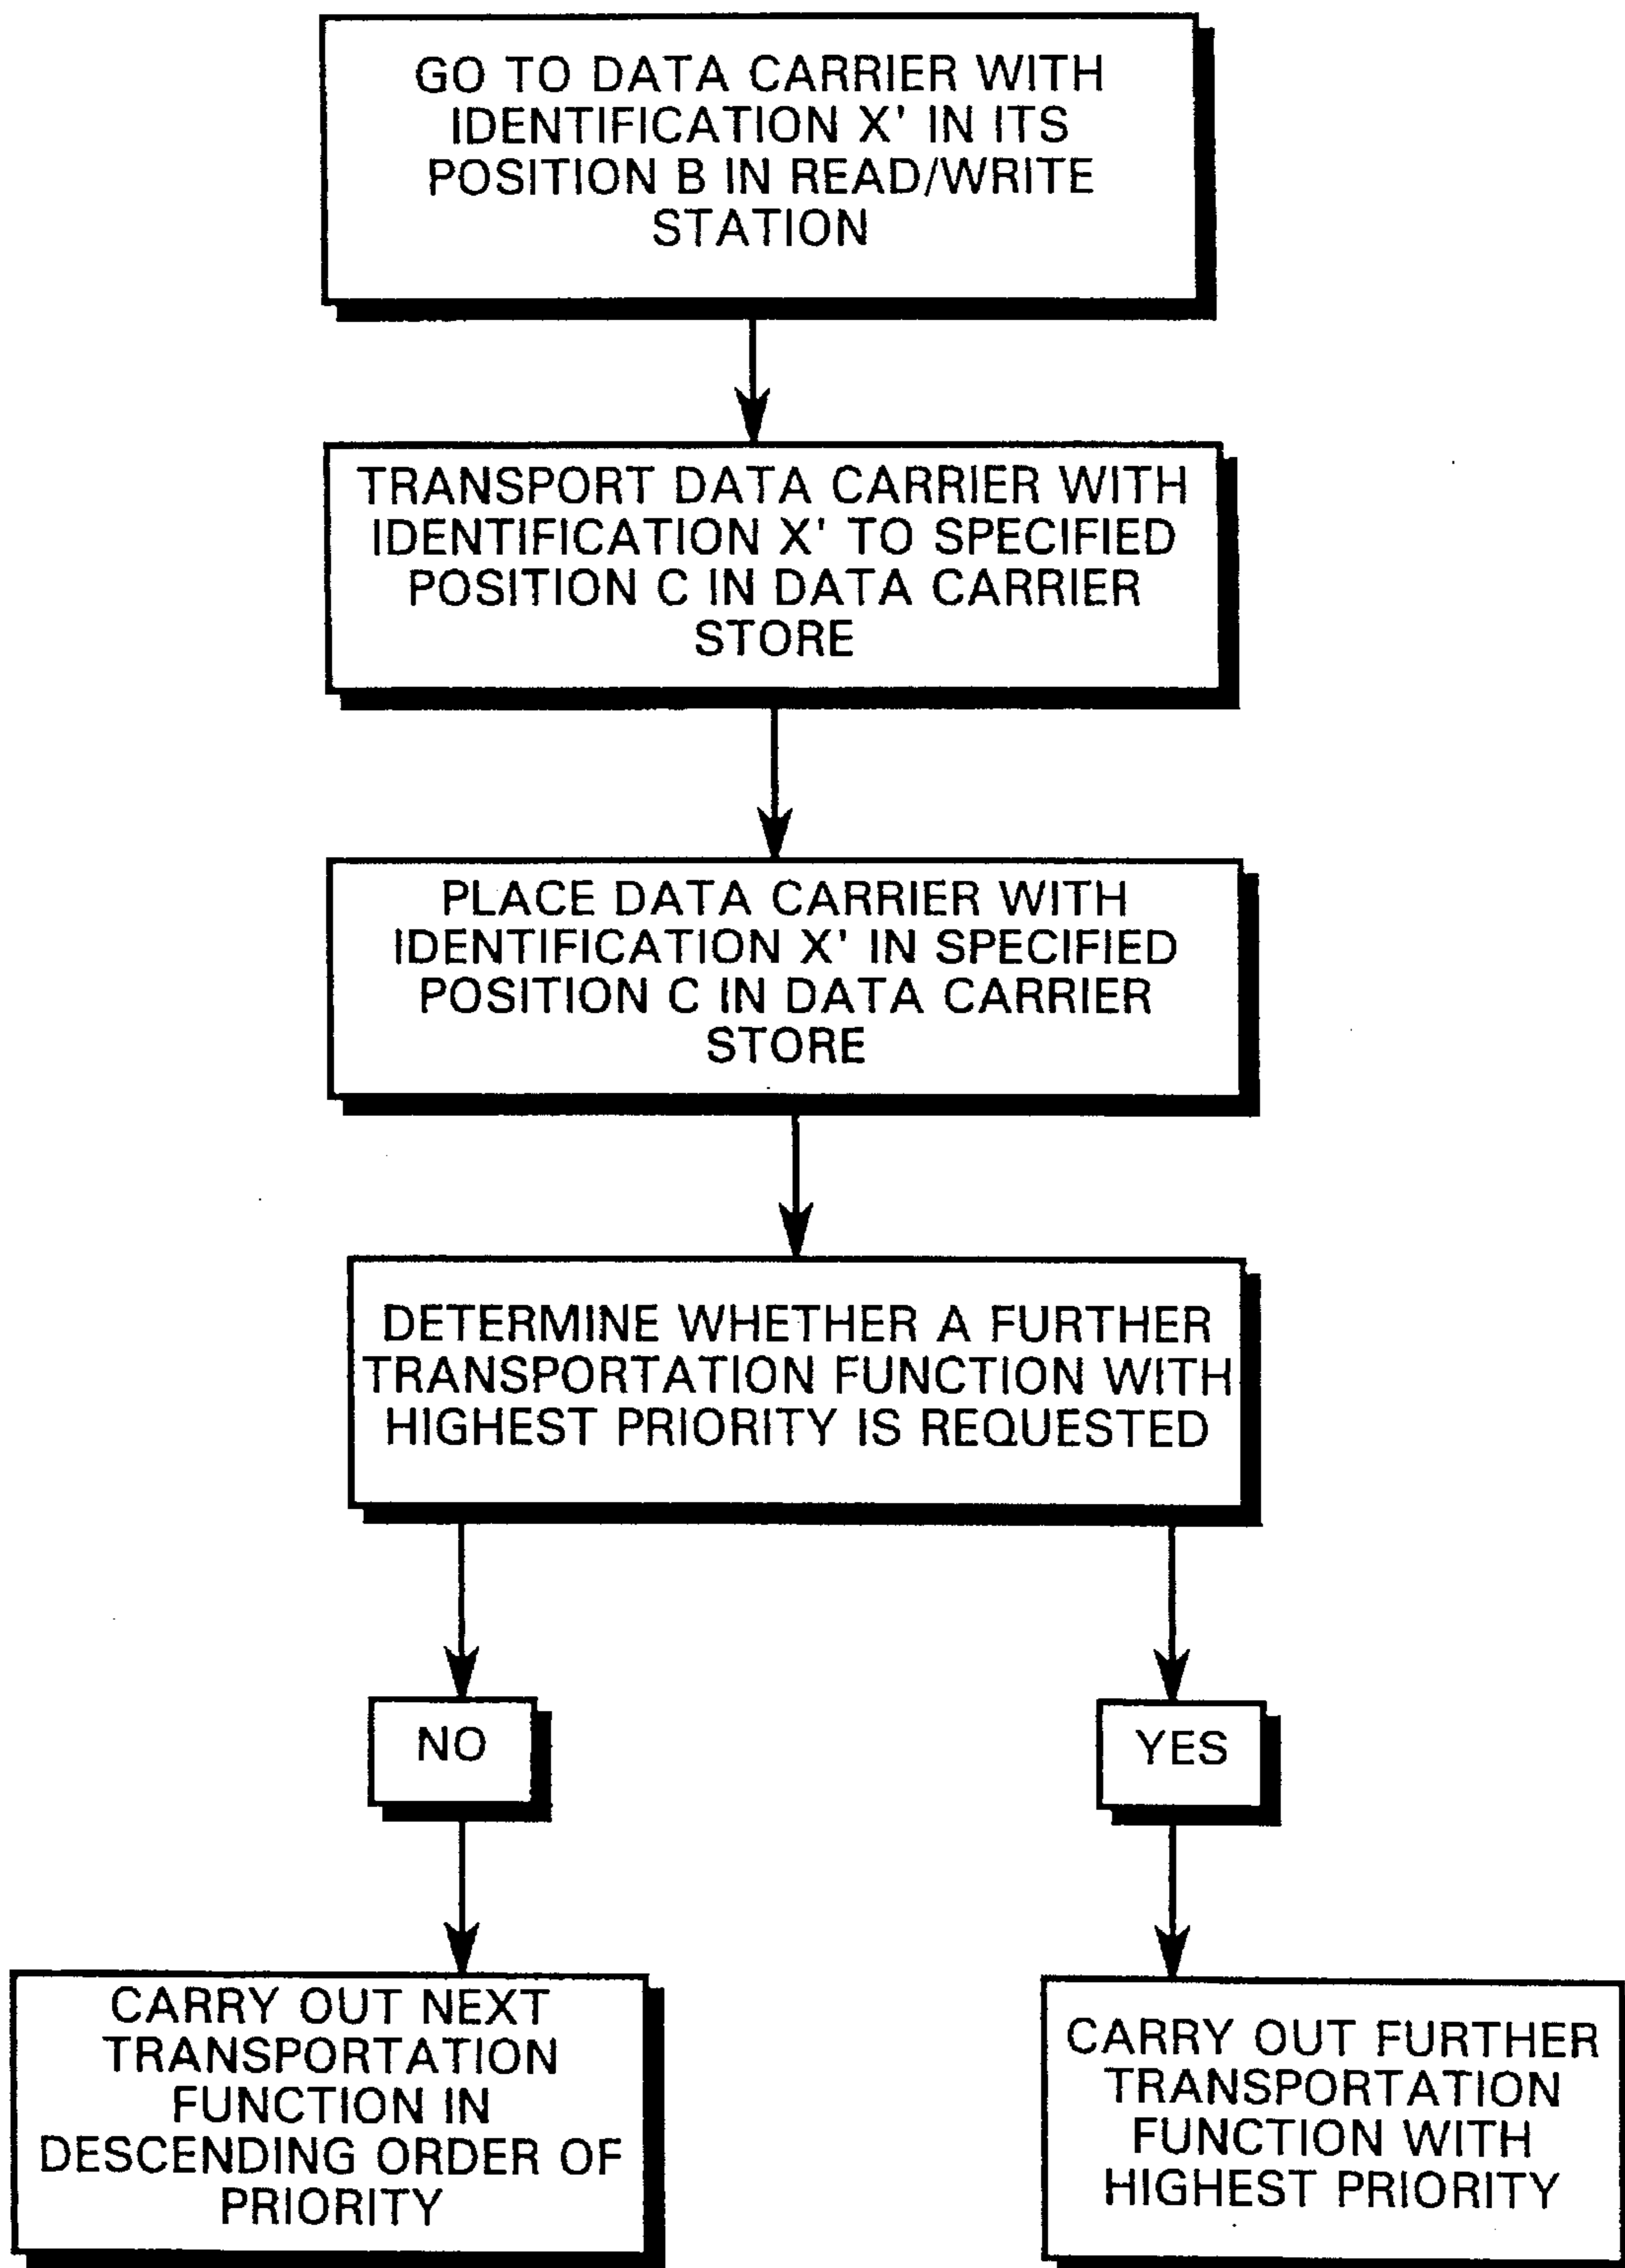 GO TO DATA CARRIER WITH
IDENTIFICATION X' IN ITS
POSITION B IN READ/WRITE
STATION
TRANSPORT DATA CARRIER WITH
IDENTIFICATION X' TO SPECIFIED
POSITION C IN DATA CARRIER
STORE
PLACE DATA CARRIER WITH
IDENTIFICATION X' IN SPECIFIED
POSITION C IN DATA CARRIER
STORE
DETERMINE WHETHER A FURTHER
TRANSPORTATION FUNCTION WITH
HIGHEST PRIORITY IS REQUESTED
NO
YES
CARRY OUT NEXT
TRANSPORTATION
FUNCTION IN
DESCENDING ORDER OF
PRIORITY
CARRY OUT FURTHER
TRANSPORTATION
FUNCTION WITH
HIGHEST PRIORITY